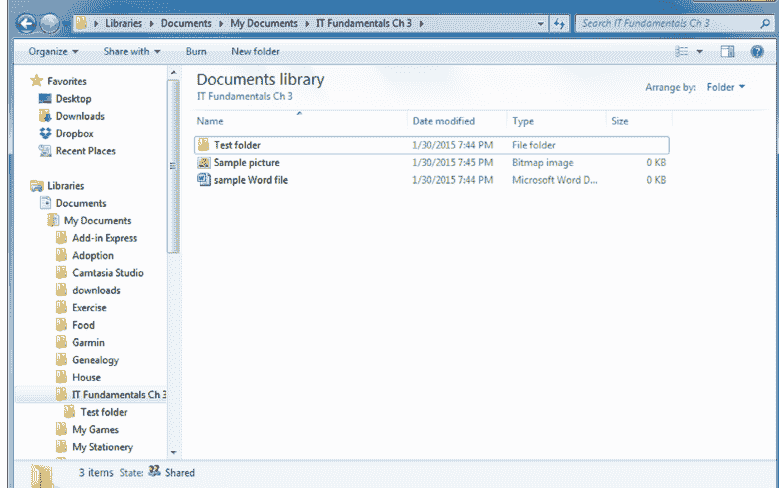 Libraries Documents My Documents IT Fundamentals Ch 3
Search IT Fundamentals Ch 3
Organize Share with Burn New folder
Favorites
Desktop
Downloads
Dropbox
Recent Places
Libraries
Documents
My Documents
Add-in Express
Adoption
Camtasia Studio
downloads
Exercise
Food
Garmin
Genealogy
House
IT Fundamentals Ch 3
Test folder
My Games
My Stationery
Documents library
IT Fundamentals Ch 3
Arrange by: Folder
Name Date modified Type Size
Test folder 1/30/2015 7:44 PM File folder
Sample picture 1/30/2015 7:45 PM Bitmap image 0 KB
sample Word file 1/30/2015 7:44 PM Microsoft Word D... 0 KB
3 items State: Shared